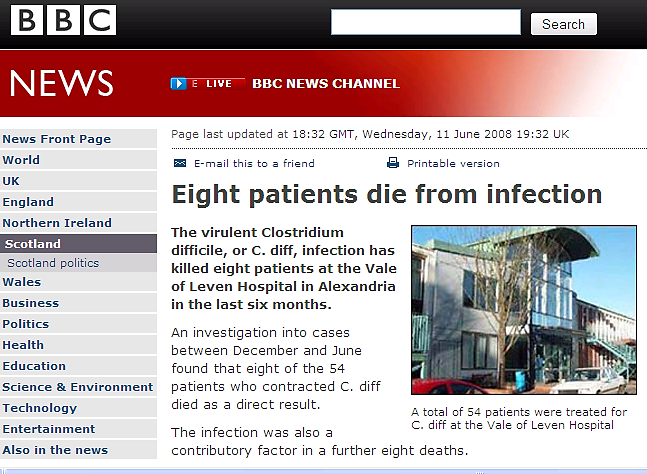 BBC
Search
NEWS
E LIVE BBC NEWS CHANNEL
News Front Page
World
UK
England
Northern Ireland
Scotland
Scotland politics
Wales
Business
Politics
Health
Education
Science & Environment
Technology
Entertainment
Also in the news
Page last updated at 18:32 GMT, Wednesday, 11 June 2008 19:32 UK
E-mail this to a friend
Printable version
Eight patients die from infection
The virulent Clostridium
difficile, or C. diff, infection has
killed eight patients at the Vale
of Leven Hospital in Alexandria
in the last six months.
An investigation into cases
between December and June
found that eight of the 54
patients who contracted C. diff
died as a direct result.
The infection was also a
contributory factor in a further eight deaths.
A total of 54 patients were treated for
C. diff at the Vale of Leven Hospital